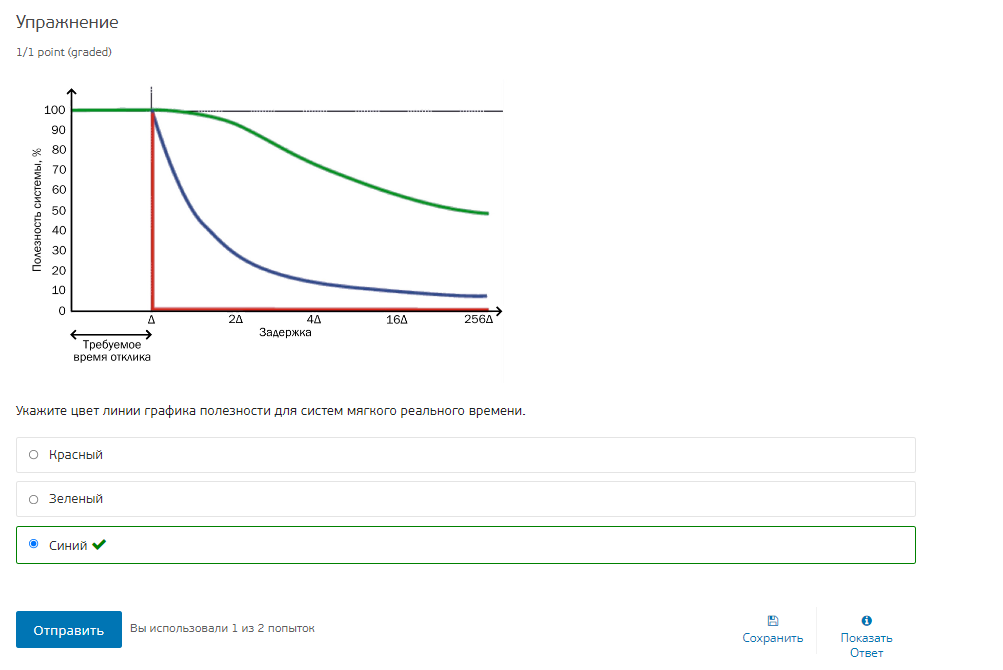 Упражнение
1/1 point (graded)
100
90
80
70
60
50
40
30
20
10
0
Полезность системы, %
Δ 2Δ 4Δ 16Δ 256Δ
Задержка
Требуемое
время отклика
Укажите цвет линии графика полезности для систем мягкого реального времени.
Красный
Зеленый
Синий
Отправить
Вы использовали 1 из 2 попыток
Сохранить
Показать
Ответ